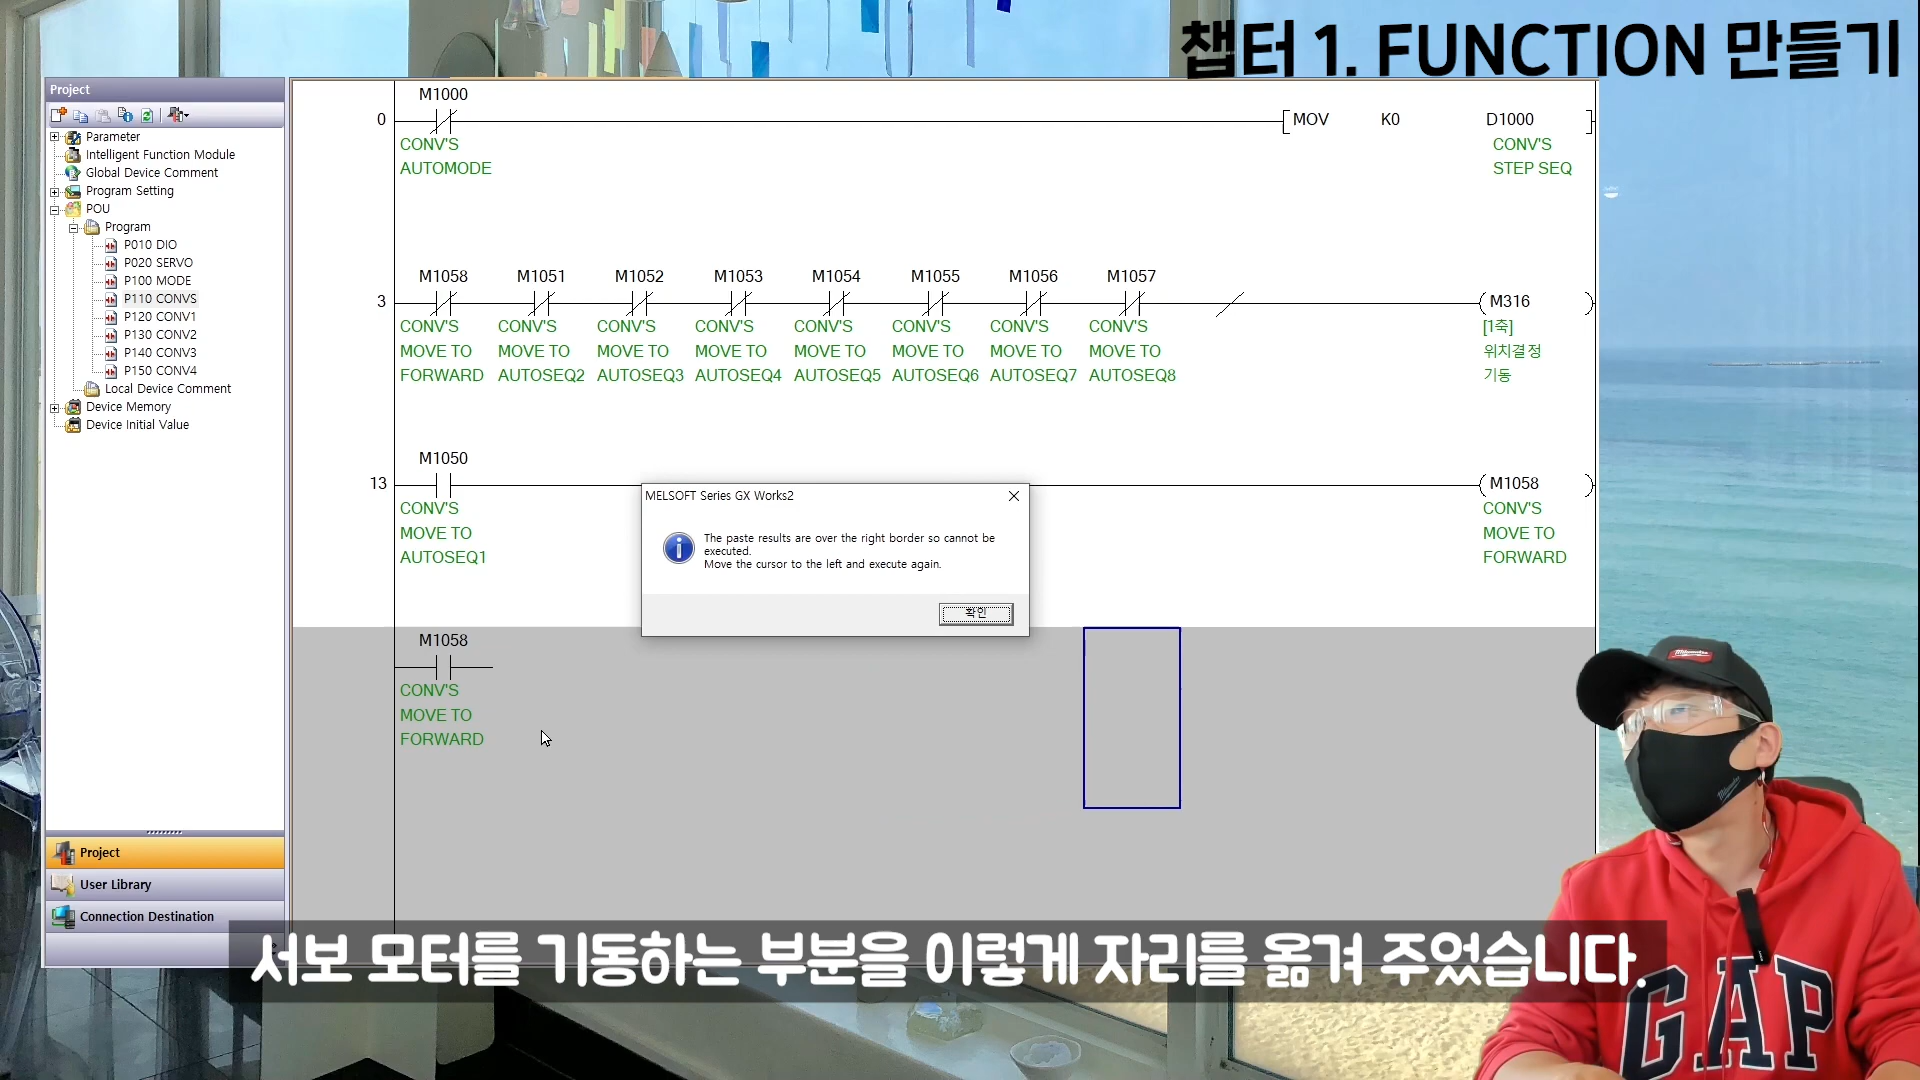 챕터 1. FUNCTION 만들기
Project
Parameter
Intelligent Function Module
Global Device Comment
Program Setting
POU
Program
P010 DIO
P020 SERVO
P100 MODE
P110 CONVS
P120 CONV1
P130 CONV2
P140 CONV3
P150 CONV4
Local Device Comment
Device Memory
Device Initial Value
Project
User Library
Connection Destination
M1000
0 MOV K0 D1000
CONV'S CONV'S
AUTOMODE STEP SEQ
M1058 M1051 M1052 M1053 M1054 M1055 M1056 M1057
3 M316
CONV'S CONV'S CONV'S CONV'S CONV'S CONV'S CONV'S CONV'S [1축]
MOVE TO MOVE TO MOVE TO MOVE TO MOVE TO MOVE TO MOVE TO MOVE TO 위치결정
FORWARD AUTOSEQ2 AUTOSEQ3 AUTOSEQ4 AUTOSEQ5 AUTOSEQ6 AUTOSEQ7 AUTOSEQ8 기동
M1050
13 M1058
CONV'S CONV'S
MOVE TO MOVE TO
AUTOSEQ1 FORWARD
MELSOFT Series GX Works2
The paste results are over the right border so cannot be
executed.
Move the cursor to the left and execute again.
확인
M1058
CONV'S
MOVE TO
FORWARD
서보 모터를 기동하는 부분을 이렇게 자리를 옮겨 주었습니다.
GAP